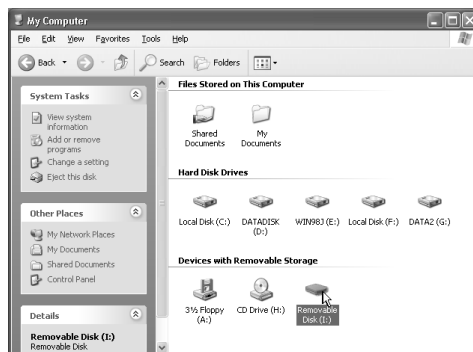 My Computer
File Edit View Favorites Tools Help
Back Search Folders
System Tasks
View system
information
Add or remove
programs
Change a setting
Eject this disk
Other Places
My Network Places
My Documents
Shared Documents
Control Panel
Details
Removable Disk (I:)
Removable Disk
Files Stored on This Computer
Shared
Documents
My
Documents
Hard Disk Drives
Local Disk (C:) DATADISK
(D:) WIN98J (E:) Local Disk (F:) DATA2 (G:)
Devices with Removable Storage
3½ Floppy
(A:)
CD Drive (H:)
Removable
Disk (I:)